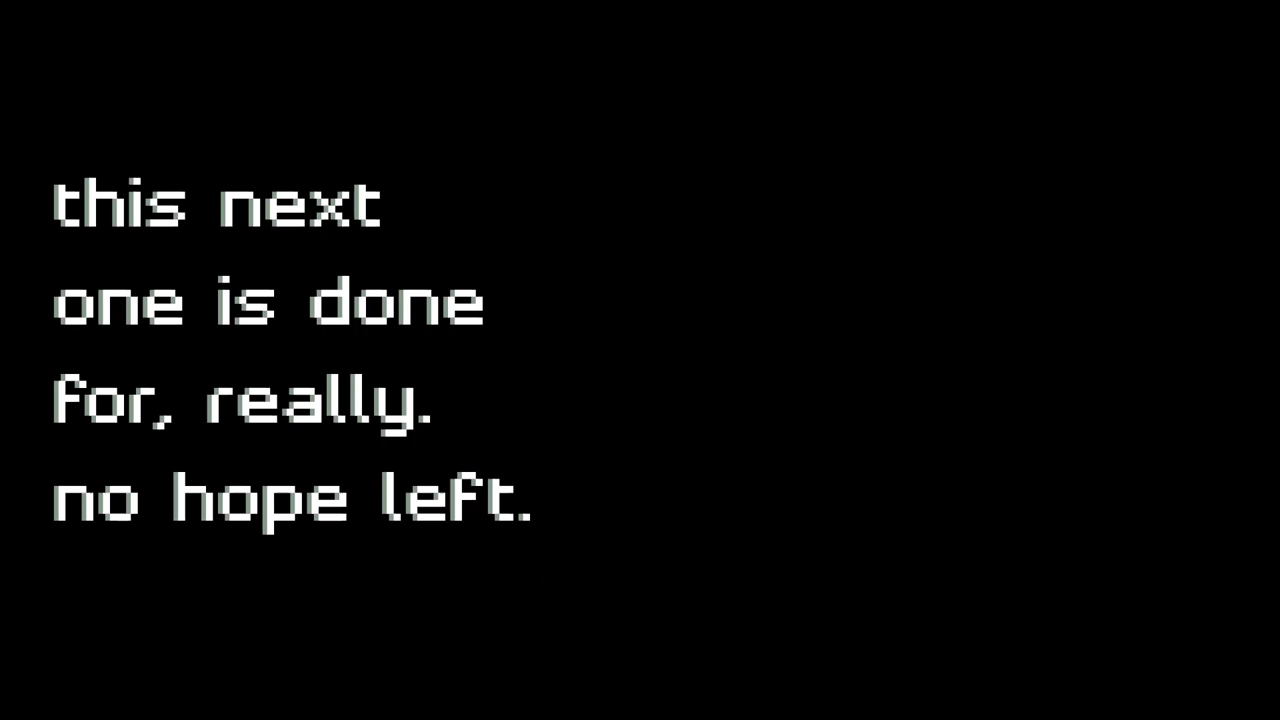 this next
one is done
for, really.
no hope left.